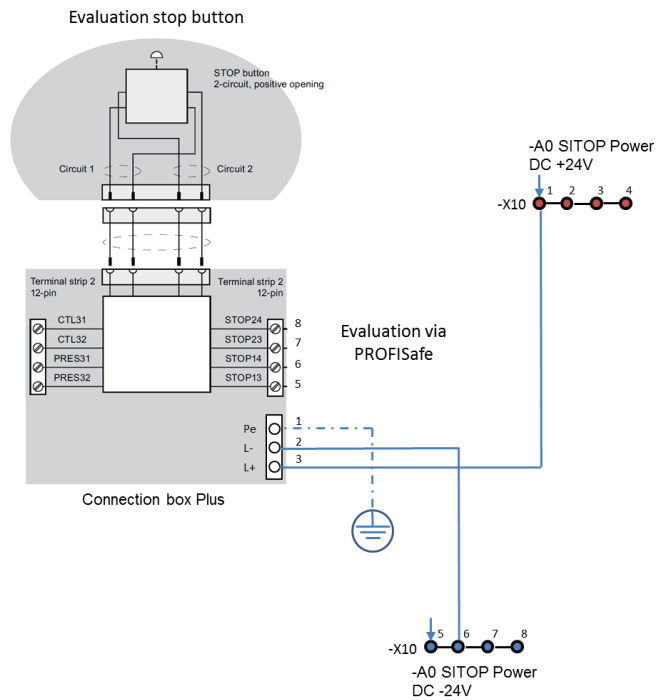 Evaluation stop button
STOP button
2-circuit, positive opening
Circuit 1
Circuit 2
-A0 SITOP Power
DC +24V
-X10
1
2
3
4
Terminal strip 2
12-pin
Terminal strip 2
12-pin
CTL31
CTL32
PRES31
PRES32
STOP24
STOP23
STOP14
STOP13
8
7
6
5
Evaluation via
PROFISafe
Pe
L-
L+
1
2
3
Connection box Plus
-X10
5
6
7
8
-A0 SITOP Power
DC -24V